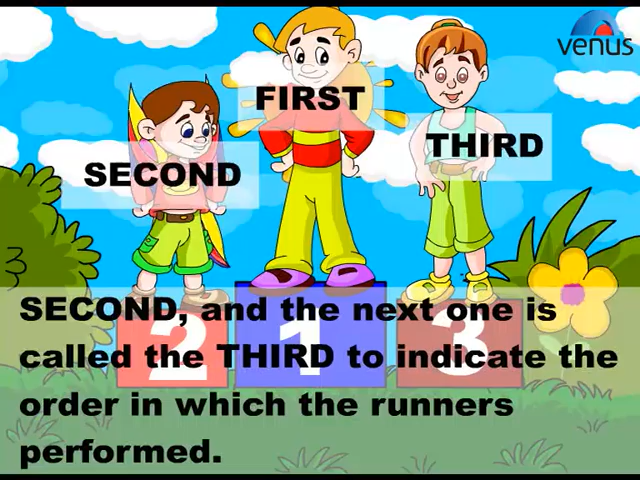 venus
FIRST
THIRD
SECOND
2
1
3
SECOND, and the next one is
called the THIRD to indicate the
order in which the runners
performed.